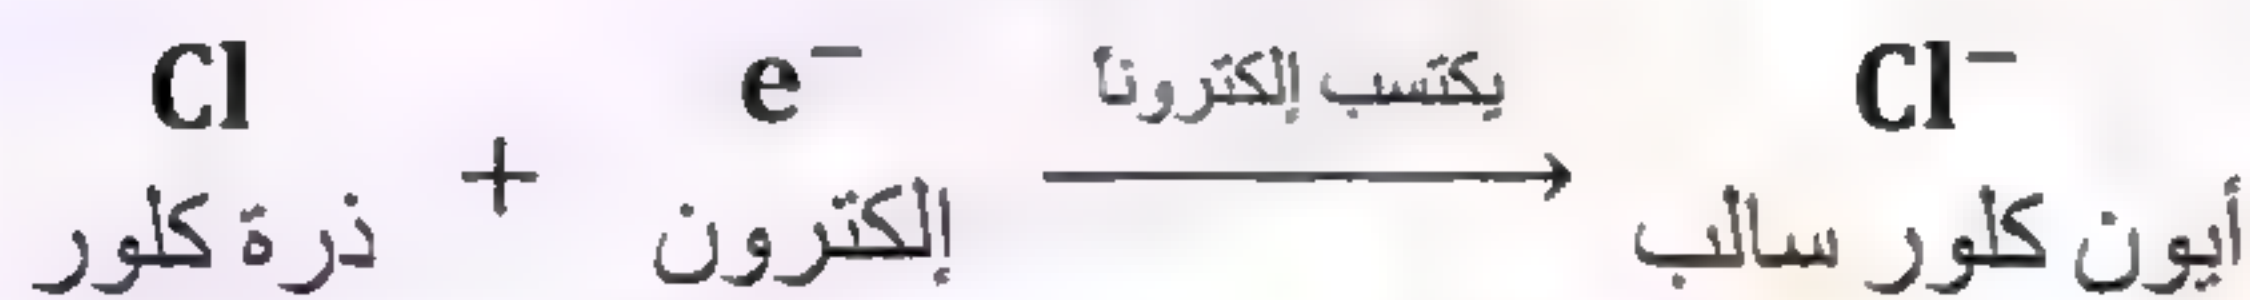 Cl + e⁻ يكتسب إلكترونا → Cl⁻
ذرة كلور إلكترون أيون كلور سالب